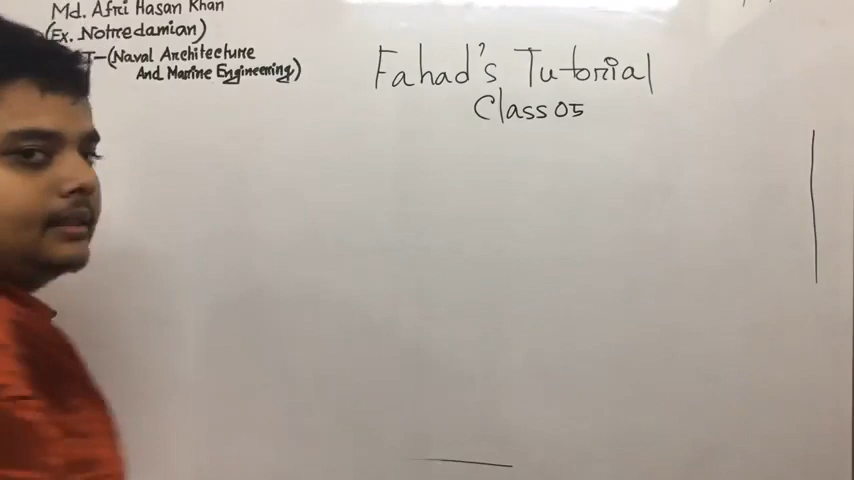 Md. Afri Hasan Khan
(Ex. Notredamian)
T-(Naval Architecture
And Marine Engineering)
Fahad's Tutorial
Class 05